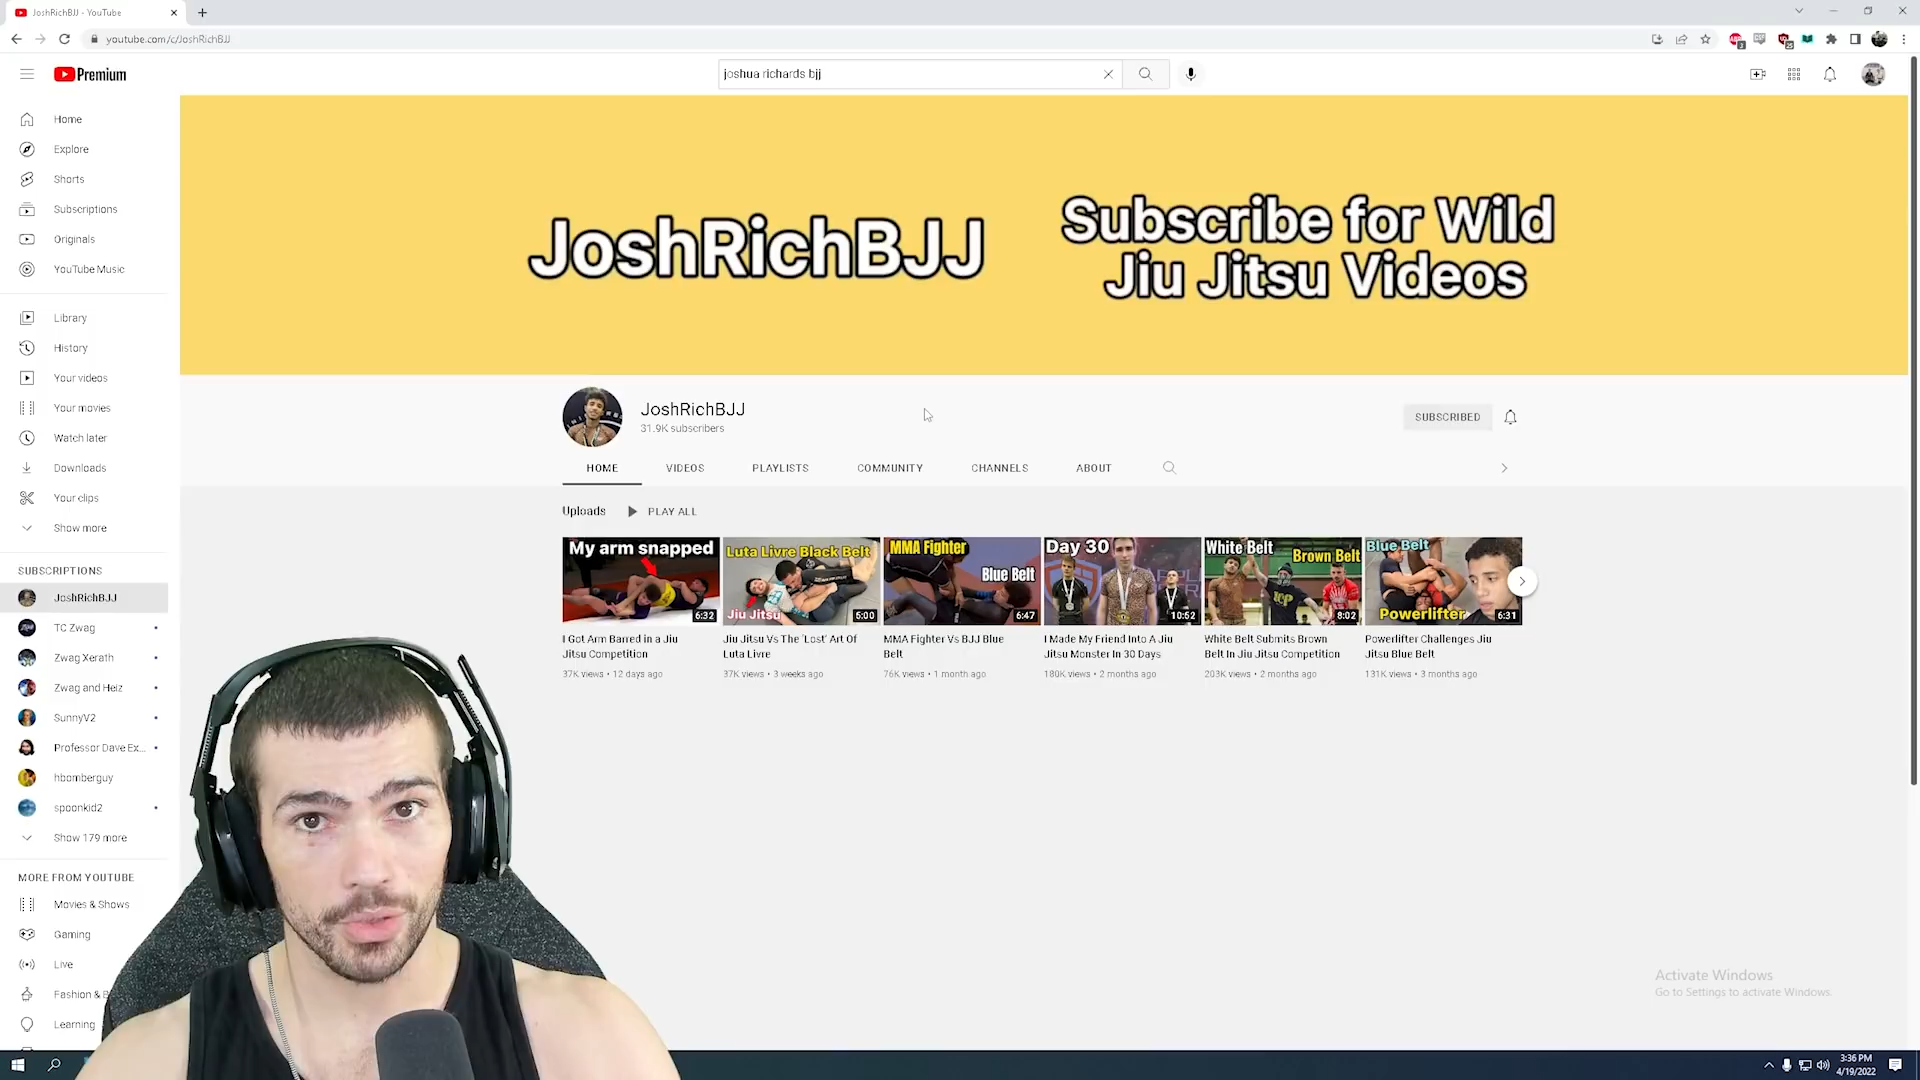 JoshRichBJJ - YouTube
youtube.com/c/JoshRichBJJ
Premium
joshua richards bjj
Home
Explore
Shorts
Subscriptions
Originals
YouTube Music
Library
History
Your videos
Your movies
Watch later
Downloads
Your clips
Show more
SUBSCRIPTIONS
JoshRichBJJ
TC Zwag
Zwag Xerath
Zwag and Heiz
SunnyV2
Professor Dave Ex...
hbomberguy
spoonkid2
Show 179 more
MORE FROM YOUTUBE
Movies & Shows
Gaming
Live
Fashion & B
Learning
JoshRichBJJ
Subscribe for Wild
Jiu Jitsu Videos
JoshRichBJJ
31.9K subscribers
SUBSCRIBED
HOME VIDEOS PLAYLISTS COMMUNITY CHANNELS ABOUT
Uploads PLAY ALL
My arm snapped
6:32
I Got Arm Barred in a Jiu
Jitsu Competition
37K views • 12 days ago
Luta Livre Black Belt
Jiu Jitsu
5:00
Jiu Jitsu Vs The 'Lost' Art Of
Luta Livre
37K views • 3 weeks ago
MMA Fighter
Blue Belt
6:47
MMA Fighter Vs BJJ Blue
Belt
76K views • 1 month ago
Day 30
10:52
I Made My Friend Into A Jiu
Jitsu Monster In 30 Days
180K views • 2 months ago
White Belt
Brown Belt
8:02
White Belt Submits Brown
Belt In Jiu Jitsu Competition
203K views • 2 months ago
Blue Belt
Powerlifter
6:31
Powerlifter Challenges Jiu
Jitsu Blue Belt
131K views • 3 months ago
Activate Windows
Go to Settings to activate Windows.
3:36 PM
4/19/2022